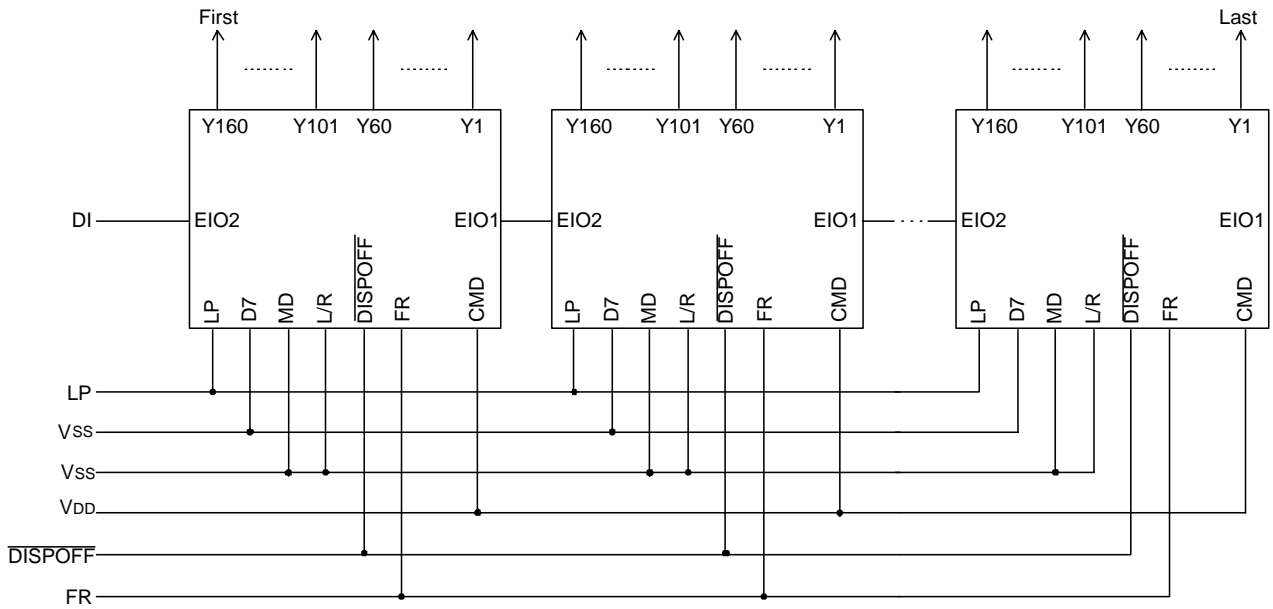 First Last
Y160 Y101 Y60 Y1 Y160 Y101 Y60 Y1 Y160 Y101 Y60 Y1
DI EIO2 EIO1 EIO2 EIO1 EIO2 EIO1
LP D7 MD L/R DISPOFF FR CMD LP D7 MD L/R DISPOFF FR CMD LP D7 MD L/R DISPOFF FR CMD
LP
VSS
VSS
VDD
DISPOFF
FR